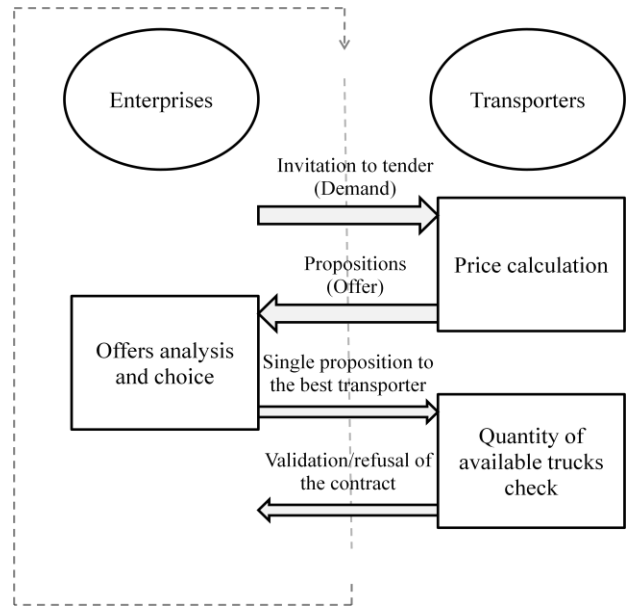 Enterprises
Transporters
Invitation to tender
(Demand)
Price calculation
Propositions
(Offer)
Offers analysis
and choice
Single proposition to
the best transporter
Quantity of
available trucks
check
Validation/refusal of
the contract